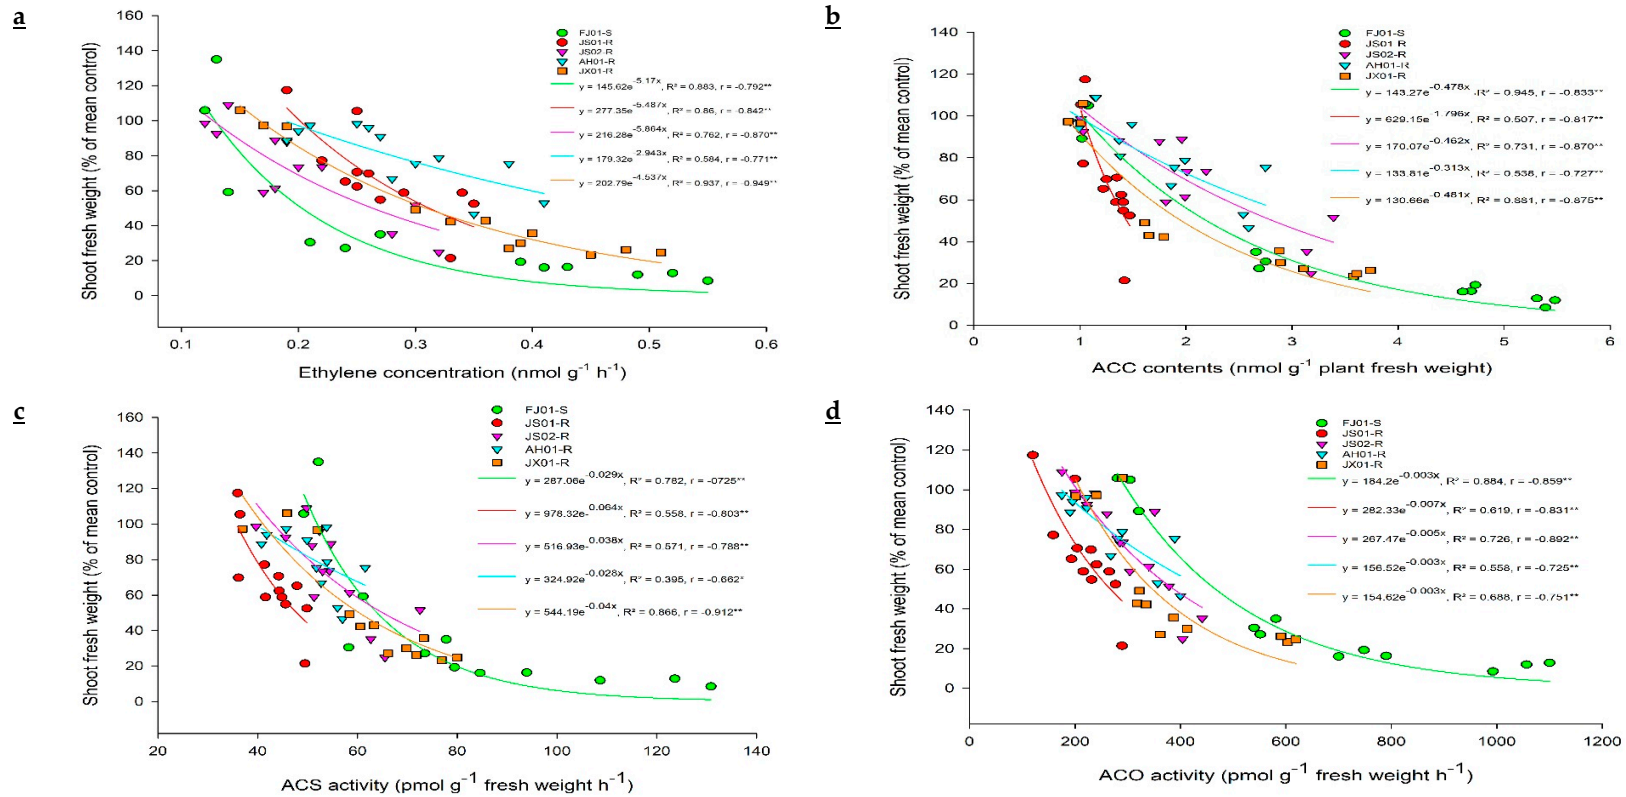 a
160
140
120
100
80
60
40
20
0
Shoot fresh weight (% of mean control)
0.1 0.2 0.3 0.4 0.5 0.6
Ethylene concentration (nmol g⁻¹ h⁻¹)
FJ01-S
JS01-R
JS02-R
AH01-R
JX01-R
y = 145.62e^-5.17x, R² = 0.883, r = -0.792**
y = 277.35e^-5.487x, R² = 0.86, r = -0.842**
y = 216.28e^-5.864x, R² = 0.762, r = -0.870**
y = 179.32e^-2.943x, R² = 0.584, r = -0.771**
y = 202.79e^-4.537x, R² = 0.937, r = -0.949**
b
140
120
100
80
60
40
20
0
Shoot fresh weight (% of mean control)
0 1 2 3 4 5 6
ACC contents (nmol g⁻¹ plant fresh weight)
FJ01-S
JS01-R
JS02-R
AH01-R
JX01-R
y = 143.27e^-0.478x, R² = 0.945, r = -0.833**
y = 629.15e^-1.796x, R² = 0.507, r = -0.817**
y = 170.07e^-0.462x, R² = 0.731, r = -0.870**
y = 133.81e^-0.313x, R² = 0.538, r = -0.727**
y = 130.66e^-0.481x, R² = 0.881, r = -0.875**
c
160
140
120
100
80
60
40
20
0
Shoot fresh weight (% of mean control)
20 40 60 80 100 120 140
ACS activity (pmol g⁻¹ fresh weight h⁻¹)
FJ01-S
JS01-R
JS02-R
AH01-R
JX01-R
y = 287.06e^-0.029x, R² = 0.782, r = -0725**
y = 978.32e-^0.064x, R² = 0.558, r = -0.803**
y = 516.93e-^0.038x, R² = 0.571, r = -0.788**
y = 324.92e^-0.028x, R² = 0.395, r = -0.662*
y = 544.19e^-0.04x, R² = 0.866, r = -0.912**
d
140
120
100
80
60
40
20
0
Shoot fresh weight (% of mean control)
0 200 400 600 800 1000 1200
ACO activity (pmol g⁻¹ fresh weight h⁻¹)
FJ01-S
JS01-R
JS02-R
AH01-R
JX01-R
y = 184.2e^-0.003x, R² = 0.884, r = -0.859**
y = 282.33e^-0.007x, R² = 0.619, r = -0.831**
y = 267.47e^-0.005x, R² = 0.726, r = -0.892**
y = 156.52e^-0.003x, R² = 0.558, r = -0.725**
y = 154.62e^-0.003x, R² = 0.688, r = -0.751**